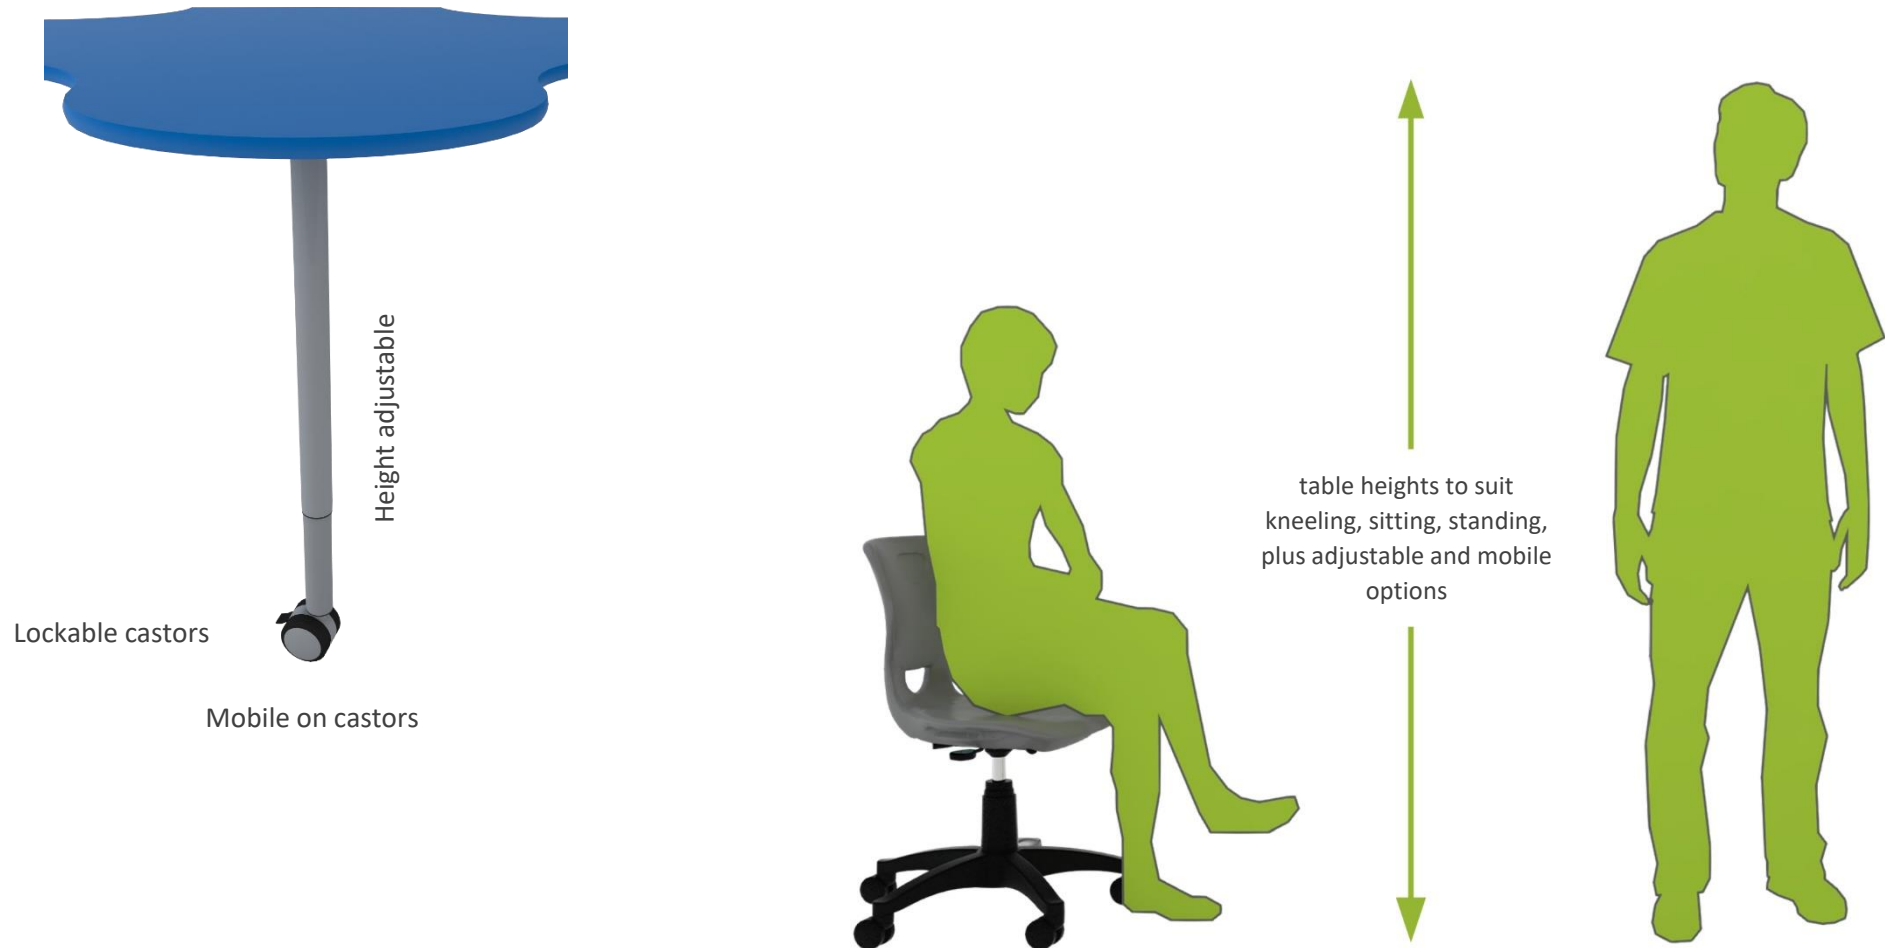 Height adjustable
Lockable castors
Mobile on castors
table heights to suit
kneeling, sitting, standing,
plus adjustable and mobile
options